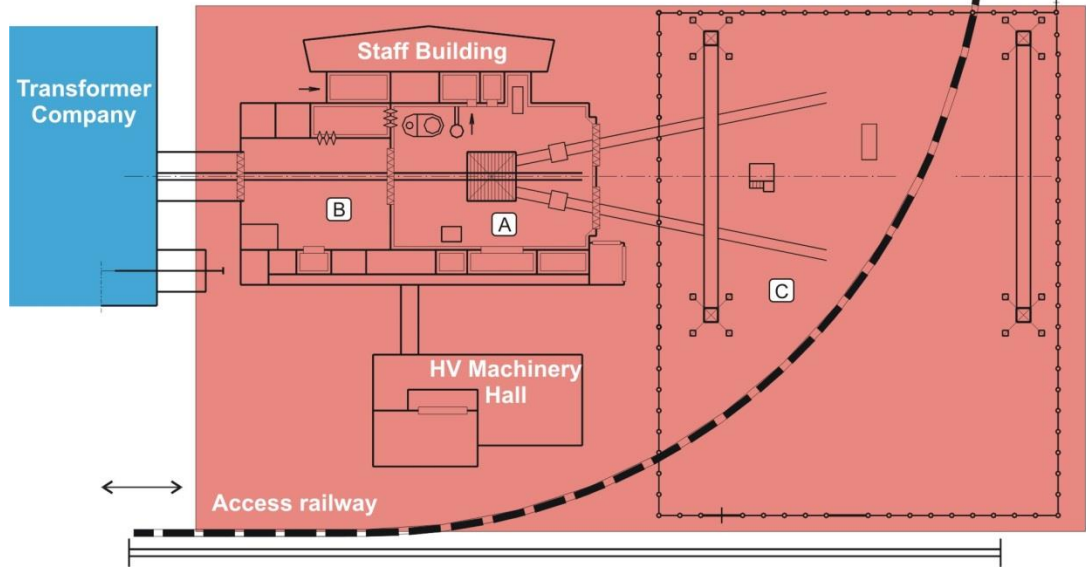 Staff Building
Transformer
Company
B
A
C
HV Machinery
Hall
Access railway